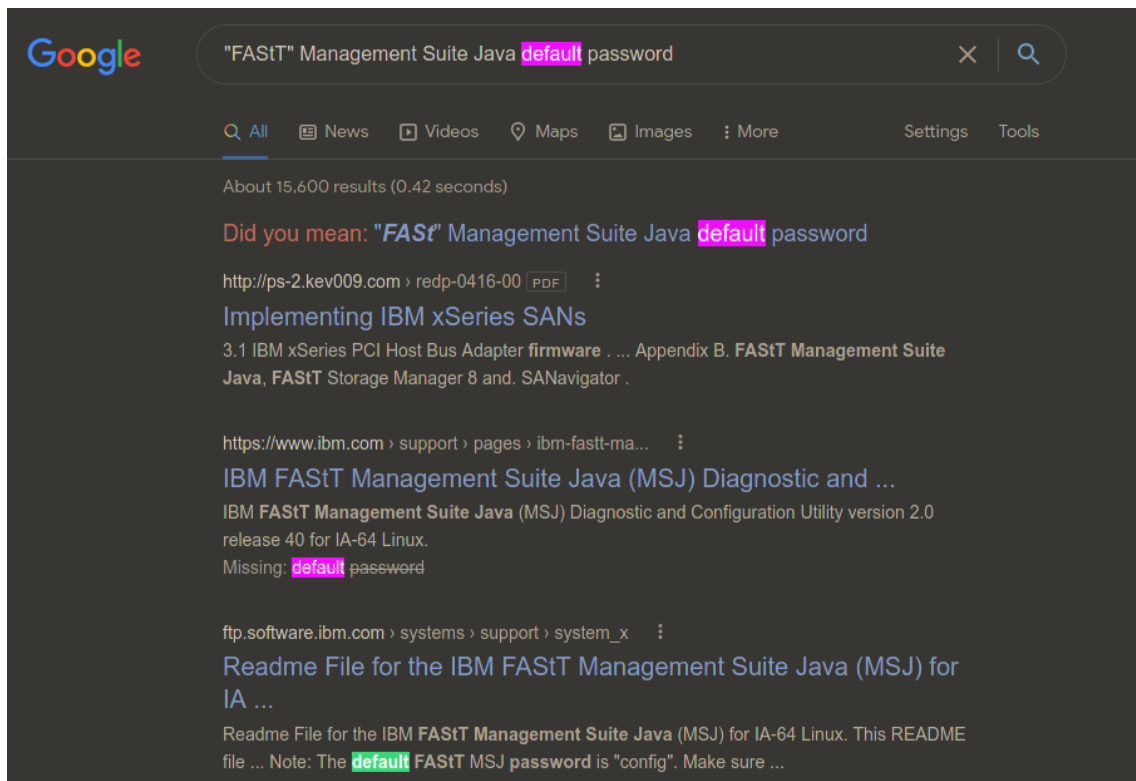 Google
"FAStT" Management Suite Java default password
All News Videos Maps Images More Settings Tools
About 15,600 results (0.42 seconds)
Did you mean: "FASt" Management Suite Java default password
http://ps-2.kev009.com › redp-0416-00 PDF
Implementing IBM xSeries SANs
3.1 IBM xSeries PCI Host Bus Adapter firmware . ... Appendix B. FAStT Management Suite
Java, FAStT Storage Manager 8 and. SANavigator .
https://www.ibm.com › support › pages › ibm-fastt-ma...
IBM FAStT Management Suite Java (MSJ) Diagnostic and ...
IBM FAStT Management Suite Java (MSJ) Diagnostic and Configuration Utility version 2.0
release 40 for IA-64 Linux.
Missing: default password
ftp.software.ibm.com › systems › support › system_x
Readme File for the IBM FAStT Management Suite Java (MSJ) for
IA ...
Readme File for the IBM FAStT Management Suite Java (MSJ) for IA-64 Linux. This README
file ... Note: The default FAStT MSJ password is "config". Make sure ...